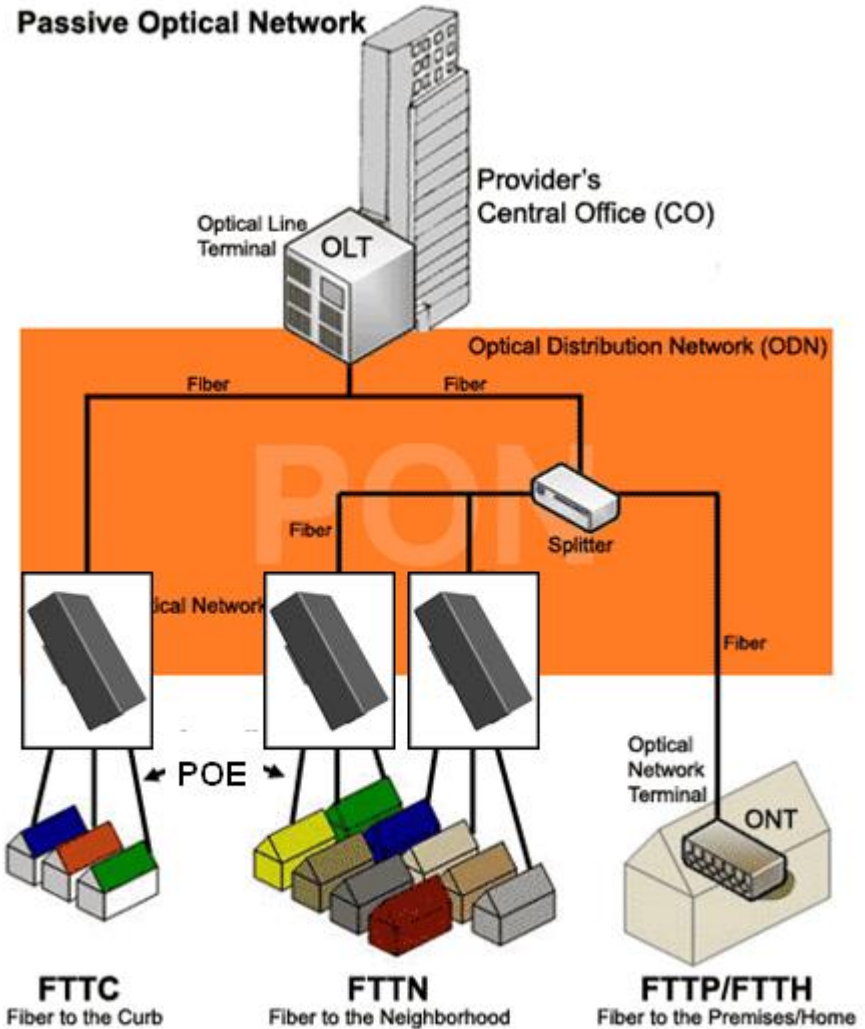 Passive Optical Network
Provider's
Central Office (CO)
Optical Line
Terminal
OLT
Optical Distribution Network (ODN)
Fiber
Fiber
PON
Fiber
Splitter
Network
Fiber
POE
Optical
Network
Terminal
ONT
FTTC
Fiber to the Curb
FTTN
Fiber to the Neighborhood
FTTP/FTTH
Fiber to the Premises/Home